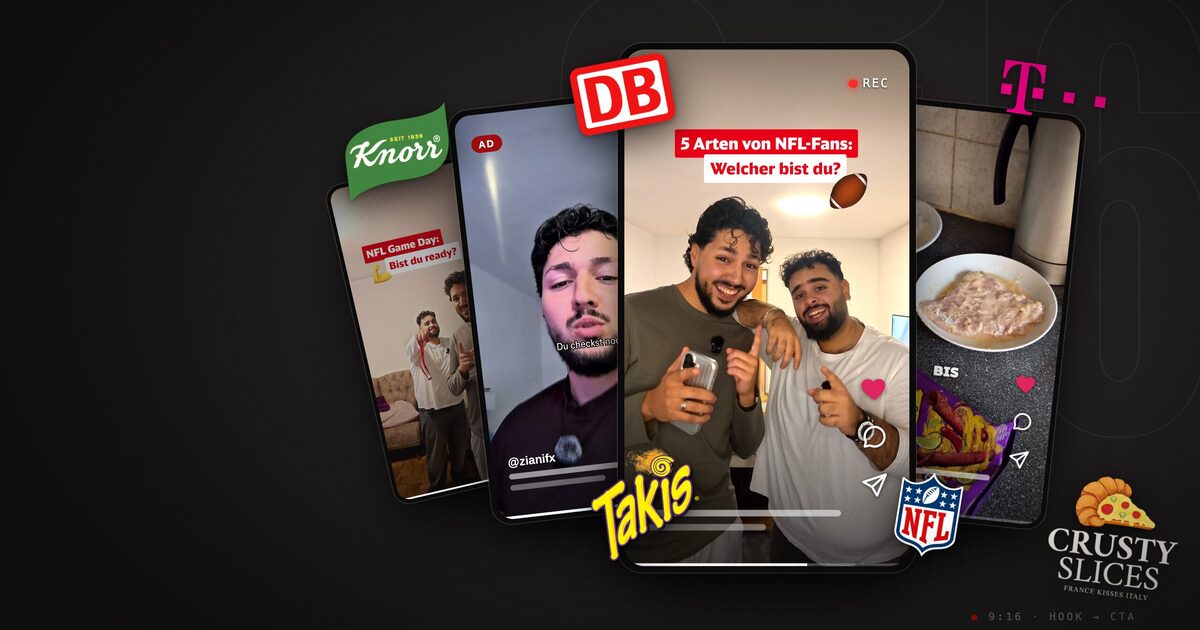 SEIT 1838
Knorr®
NFL Game Day:
Bist du ready?
AD
Du checkst noc
@zianifx
DB
REC
5 Arten von NFL-Fans:
Welcher bist du?
Takis
NFL
T
BIS
CRUSTY
SLICES
FRANCE KISSES ITALY
9:16 · HOOK → CTA